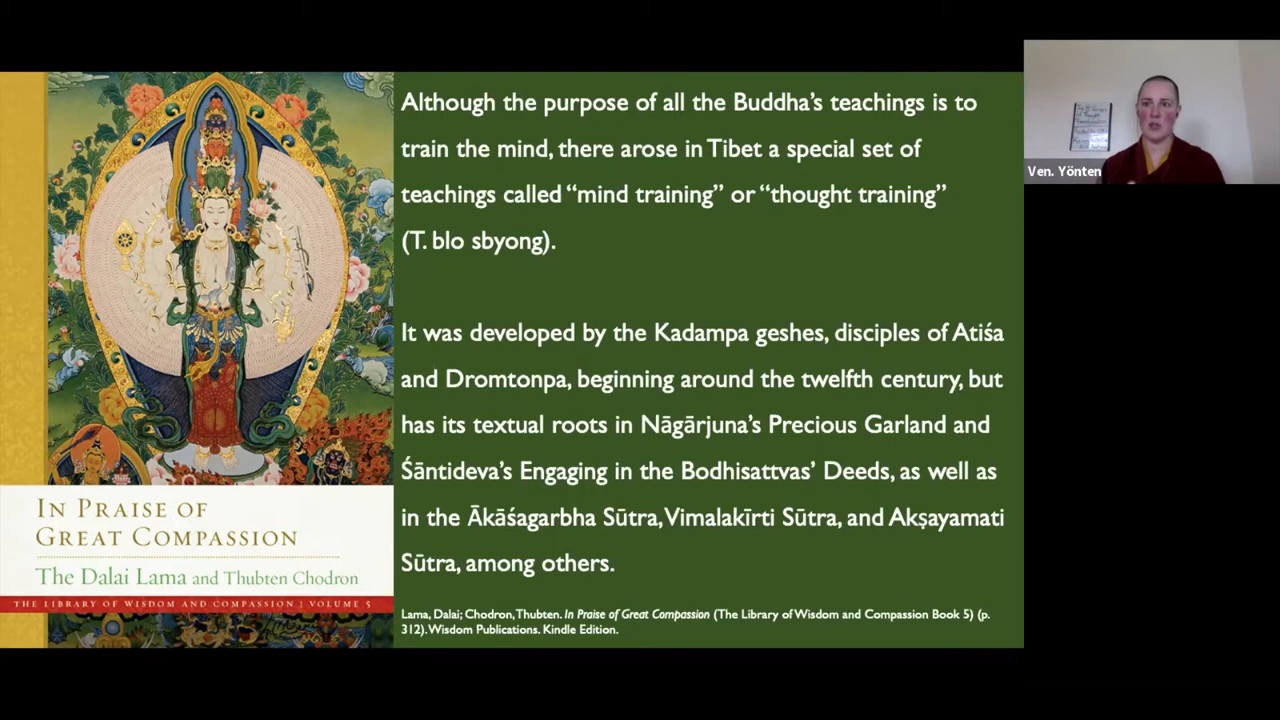 Although the purpose of all the Buddha's teachings is to
train the mind, there arose in Tibet a special set of
teachings called “mind training” or “thought training”
(T. blo sbyong).
It was developed by the Kadampa geshes, disciples of Atiśa
and Dromtonpa, beginning around the twelfth century, but
has its textual roots in Nāgārjuna's Precious Garland and
Śāntideva's Engaging in the Bodhisattvas' Deeds, as well as
in the Ākāśagarbha Sūtra, Vimalakīrti Sūtra, and Akṣayamati
Sūtra, among others.
Lama, Dalai; Chodron, Thubten. In Praise of Great Compassion (The Library of Wisdom and Compassion Book 5) (p.
312). Wisdom Publications. Kindle Edition.
IN PRAISE OF
GREAT COMPASSION
The Dalai Lama and Thubten Chodron
THE LIBRARY OF WISDOM AND COMPASSION | VOLUME 5
Ven. Yönten